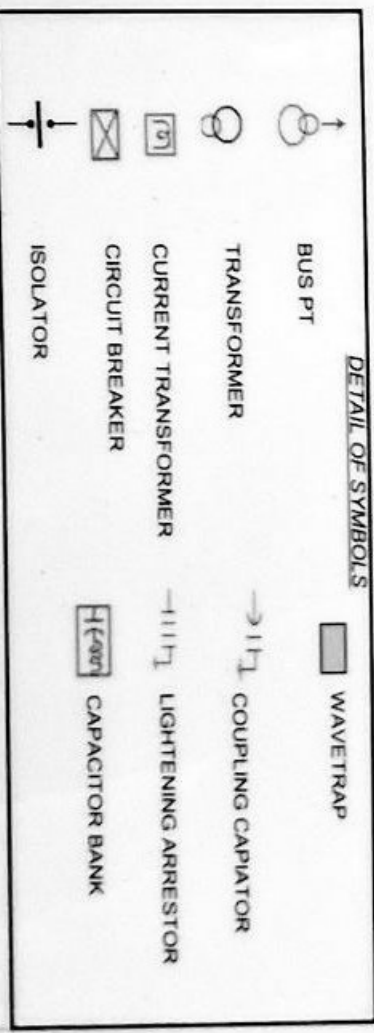 DETAIL OF SYMBOLS
BUS PT
TRANSFORMER
CURRENT TRANSFORMER
CIRCUIT BREAKER
ISOLATOR
WAVETRAP
COUPLING CAPIATOR
LIGHTENING ARRESTOR
CAPACITOR BANK